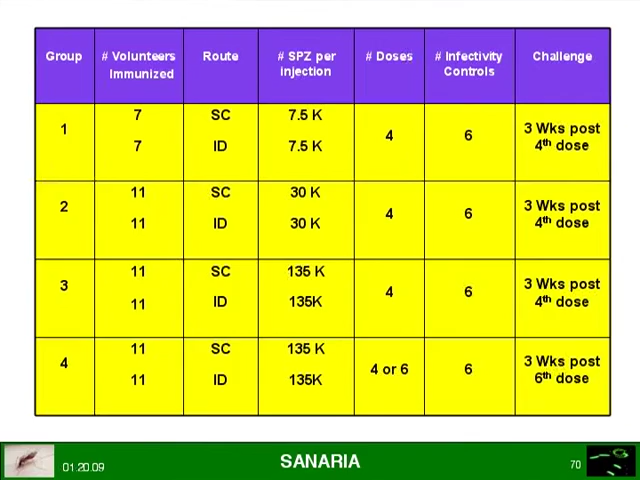 Group # Volunteers Immunized Route # SPZ per injection # Doses # Infectivity Controls Challenge
1 7 SC 7.5 K 4 6 3 Wks post 4th dose
7 ID 7.5 K
2 11 SC 30 K 4 6 3 Wks post 4th dose
11 ID 30 K
3 11 SC 135 K 4 6 3 Wks post 4th dose
11 ID 135K
4 11 SC 135 K 4 or 6 6 3 Wks post 6th dose
11 ID 135K
01.20.09 SANARIA 70